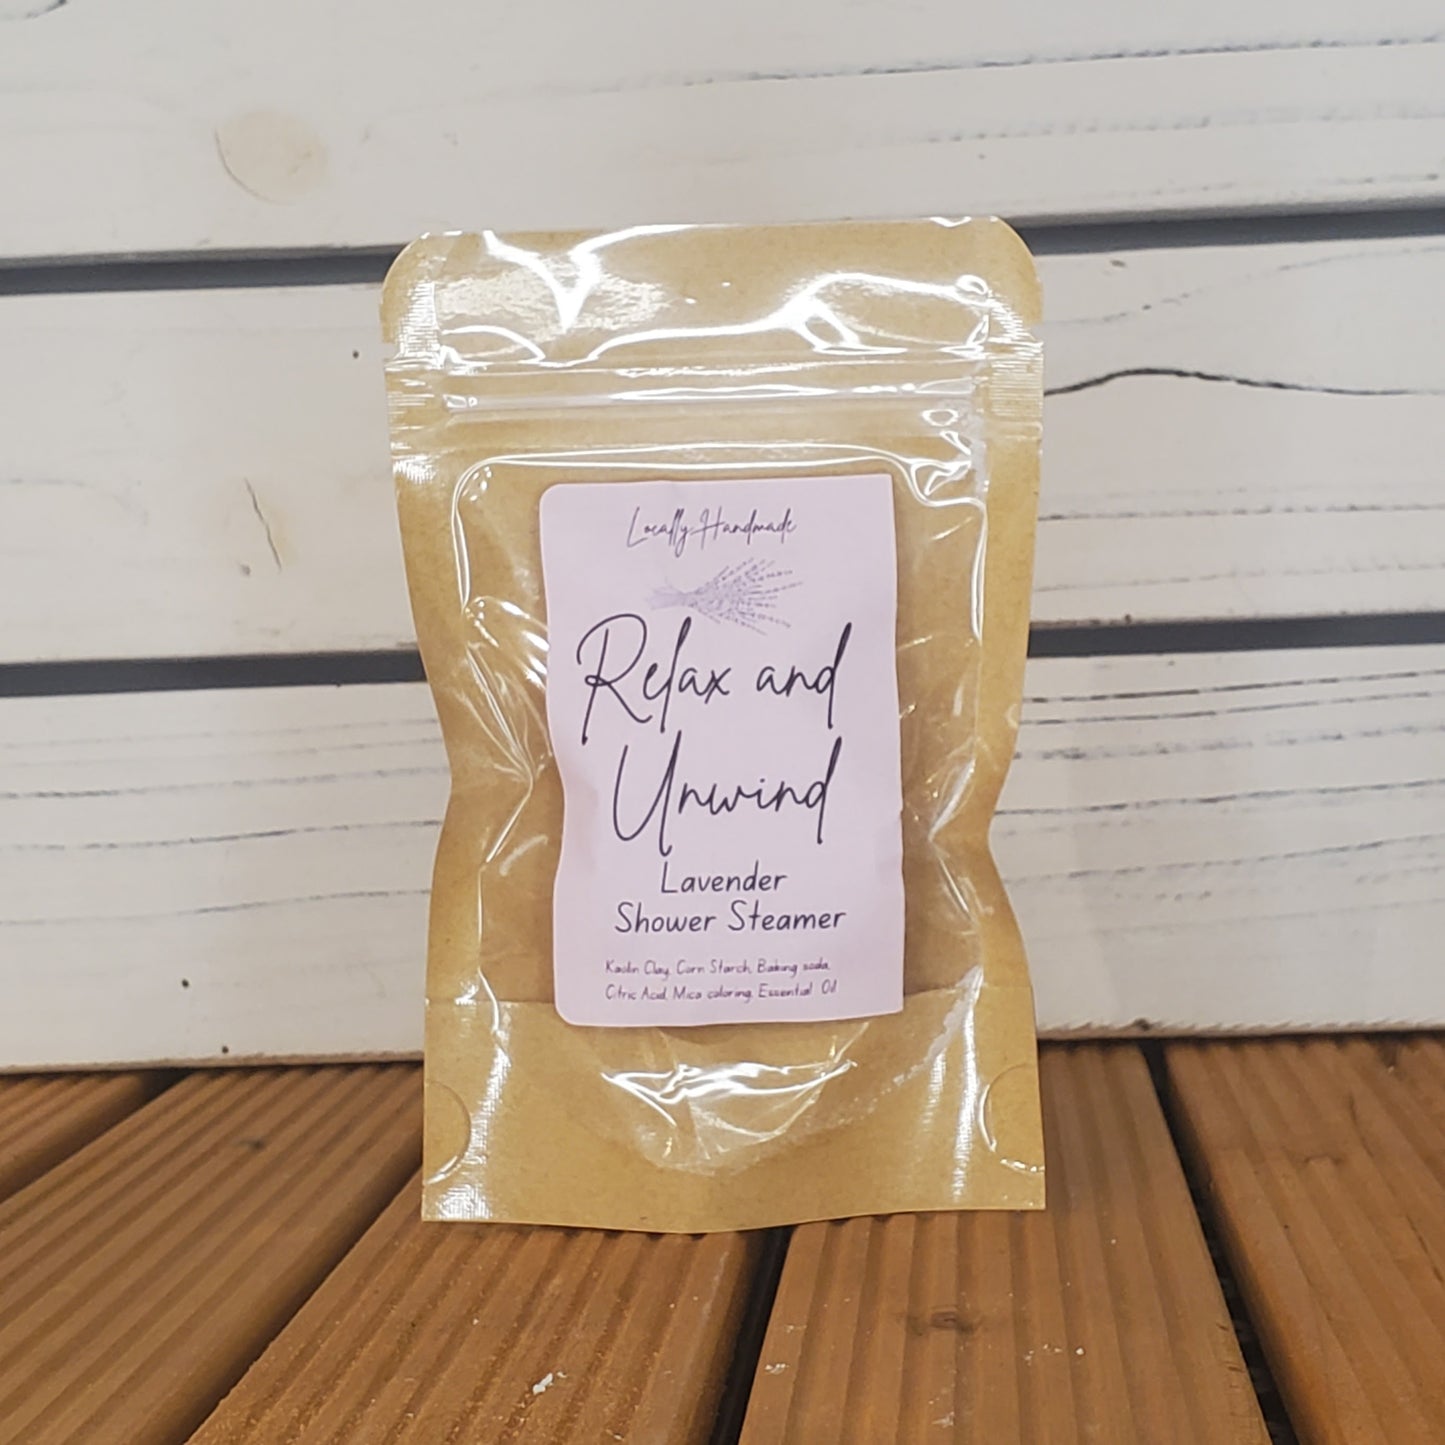 Locally Handmade
Relax and
Unwind
Lavender
Shower Steamer
Kaolin Clay, Corn Starch, Baking soda,
Citric Acid, Mica coloring, Essential Oil